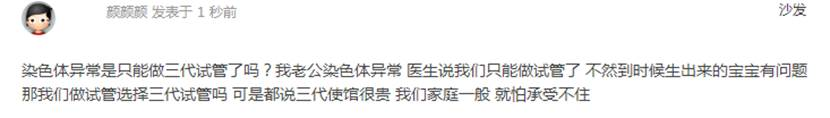 颜颜颜 发表于 1 秒前 沙发
染色体异常是只能做三代试管了吗？我老公染色体异常 医生说我们只能做试管了 不然到时候生出来的宝宝有问题
那我们做试管选择三代试管吗 可是都说三代使馆很贵 我们家庭一般 就怕承受不住